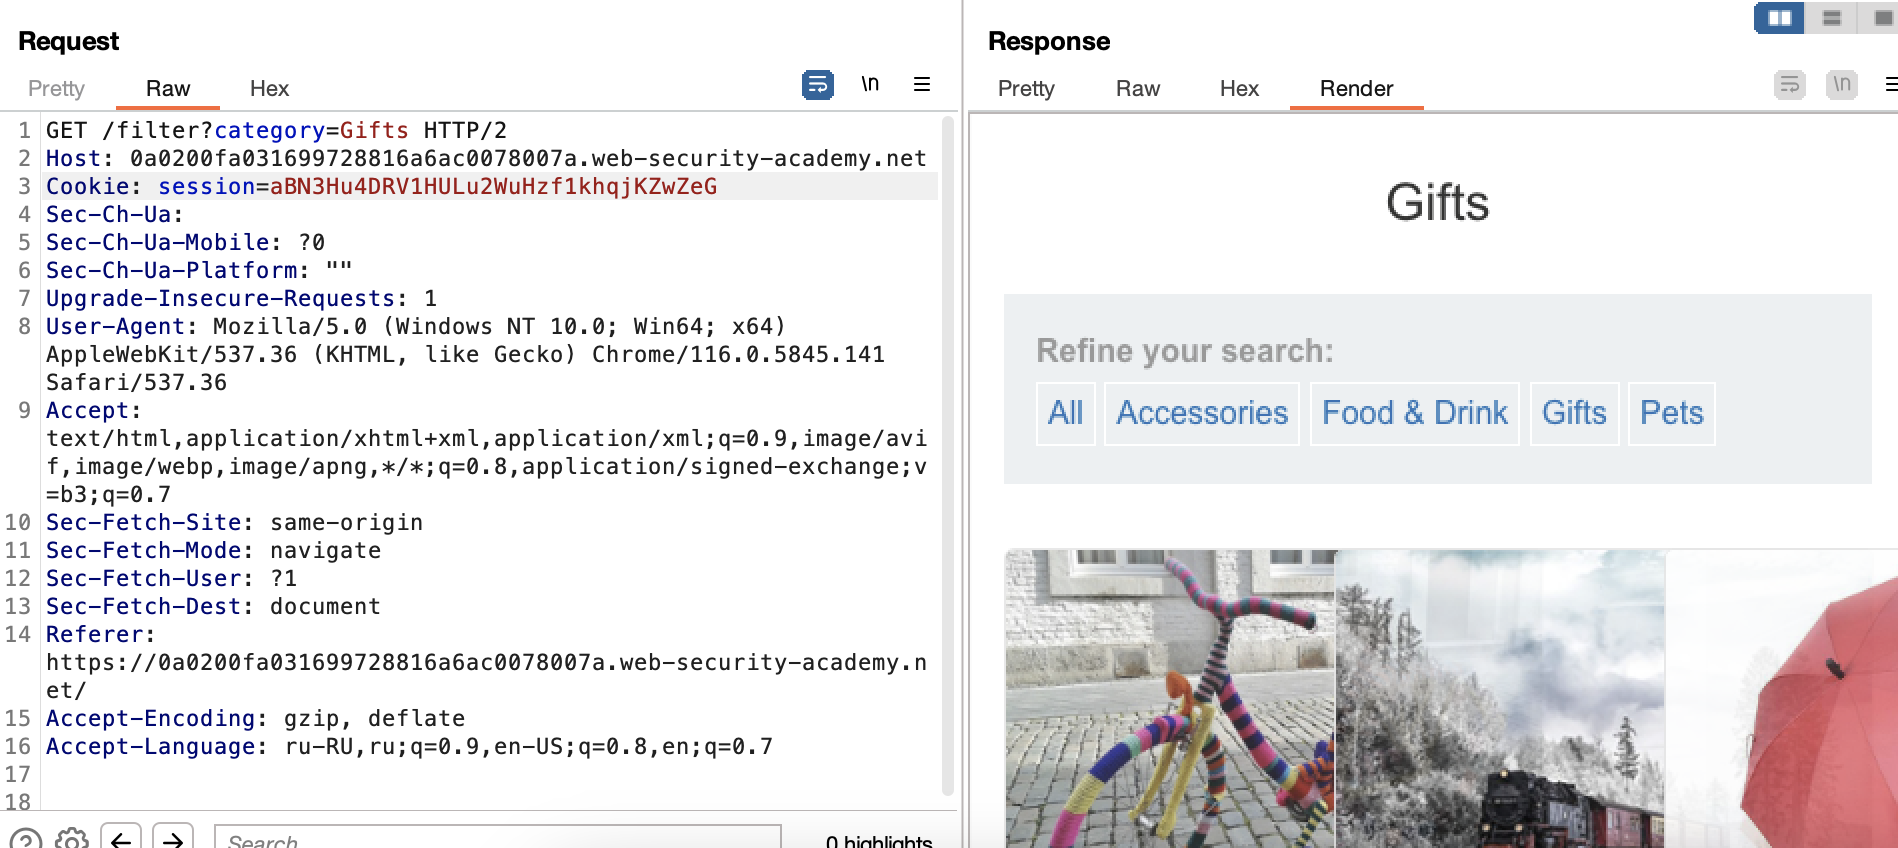 Request
Pretty Raw Hex \n
1 GET /filter?category=Gifts HTTP/2
2 Host: 0a0200fa031699728816a6ac0078007a.web-security-academy.net
3 Cookie: session=aBN3Hu4DRV1HULu2WuHzf1khqjKZwZeG
4 Sec-Ch-Ua:
5 Sec-Ch-Ua-Mobile: ?0
6 Sec-Ch-Ua-Platform: ""
7 Upgrade-Insecure-Requests: 1
8 User-Agent: Mozilla/5.0 (Windows NT 10.0; Win64; x64)
AppleWebKit/537.36 (KHTML, like Gecko) Chrome/116.0.5845.141
Safari/537.36
9 Accept:
text/html,application/xhtml+xml,application/xml;q=0.9,image/avi
f,image/webp,image/apng,*/*;q=0.8,application/signed-exchange;v
=b3;q=0.7
10 Sec-Fetch-Site: same-origin
11 Sec-Fetch-Mode: navigate
12 Sec-Fetch-User: ?1
13 Sec-Fetch-Dest: document
14 Referer:
https://0a0200fa031699728816a6ac0078007a.web-security-academy.n
et/
15 Accept-Encoding: gzip, deflate
16 Accept-Language: ru-RU,ru;q=0.9,en-US;q=0.8,en;q=0.7
17
18
? Search 0 highlights
Response
Pretty Raw Hex Render \n
Gifts
Refine your search:
All Accessories Food & Drink Gifts Pets